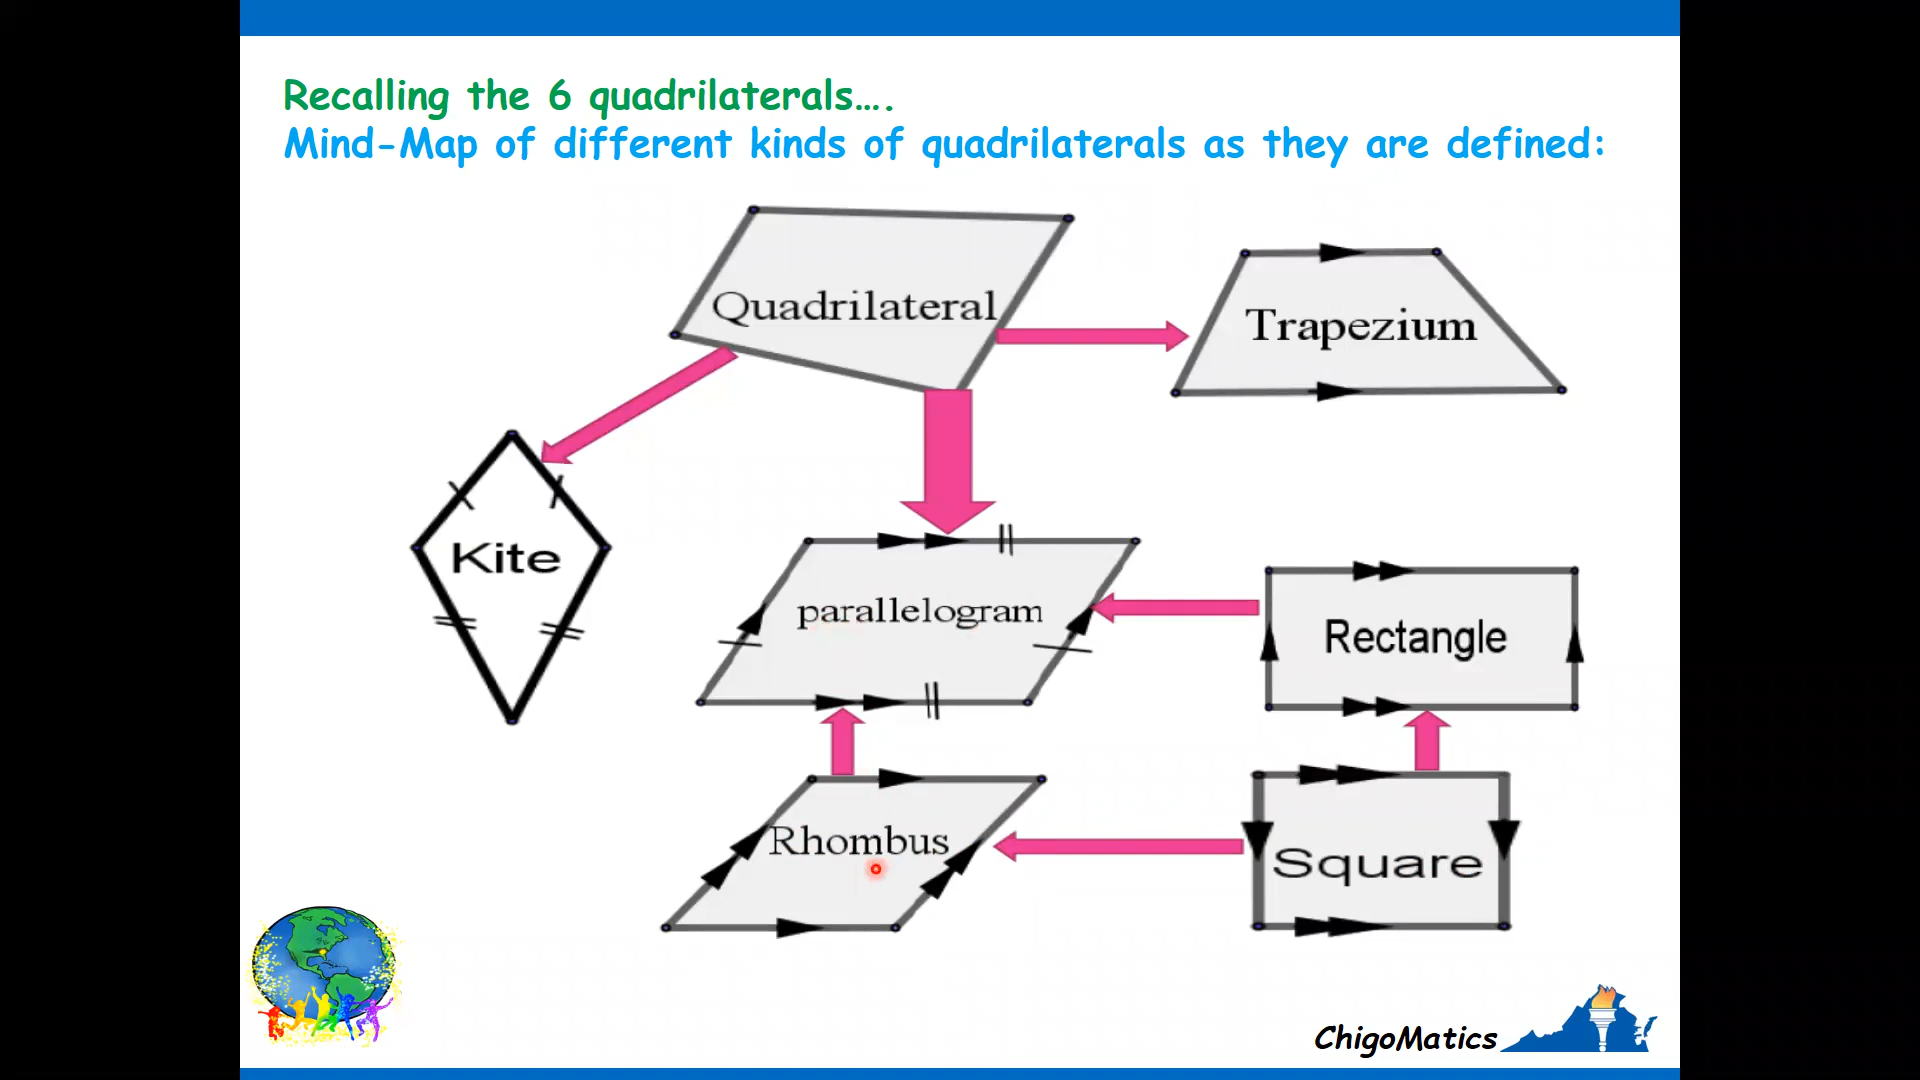 Recalling the 6 quadrilaterals….
Mind-Map of different kinds of quadrilaterals as they are defined:
Quadrilateral
Trapezium
Kite
parallelogram
Rectangle
Rhombus
Square
ChigoMatics